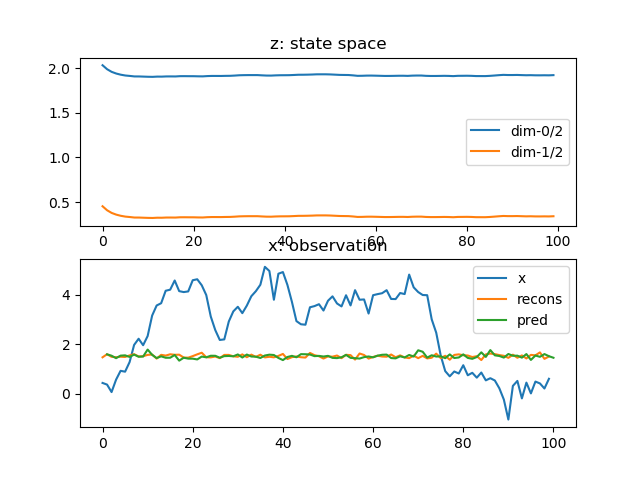 z: state space
2.0
1.5
1.0
0.5
dim-0/2
dim-1/2
0 20 40 60 80 100
x: observation
4
2
0
x
recons
pred
0 20 40 60 80 100